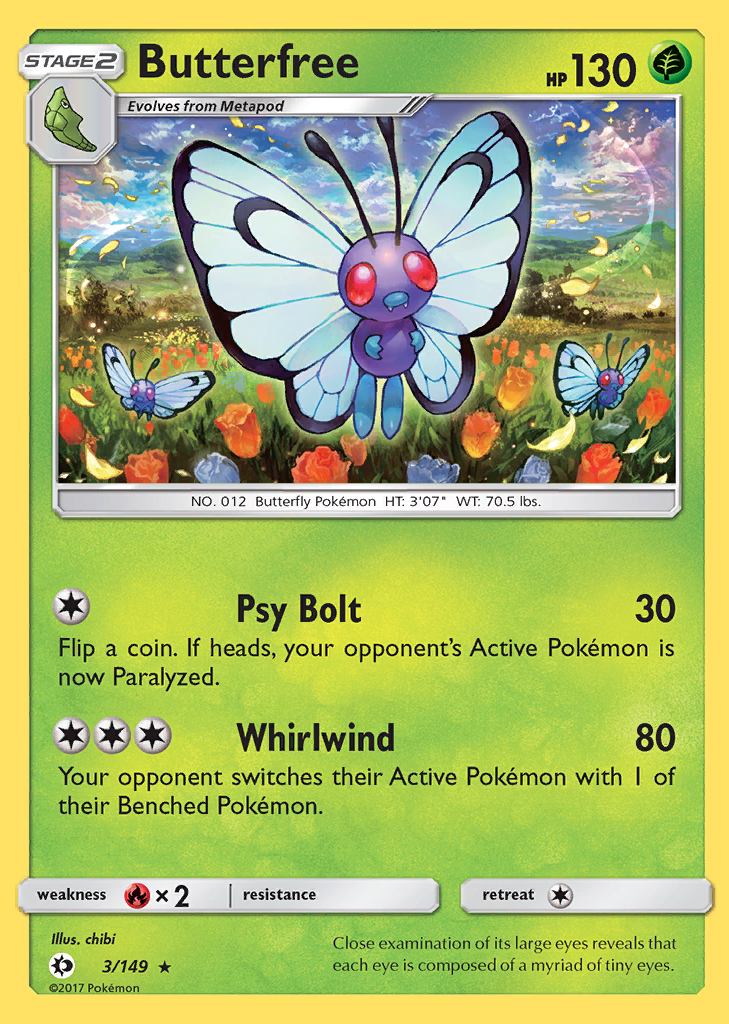 STAGE2
Butterfree
HP 130
Evolves from Metapod
NO. 012 Butterfly Pokémon HT: 3'07" WT: 70.5 lbs.
Psy Bolt 30
Flip a coin. If heads, your opponent's Active Pokémon is
now Paralyzed.
Whirlwind 80
Your opponent switches their Active Pokémon with 1 of
their Benched Pokémon.
weakness ×2 resistance retreat
Illus. chibi
3/149 ★
©2017 Pokémon
Close examination of its large eyes reveals that
each eye is composed of a myriad of tiny eyes.